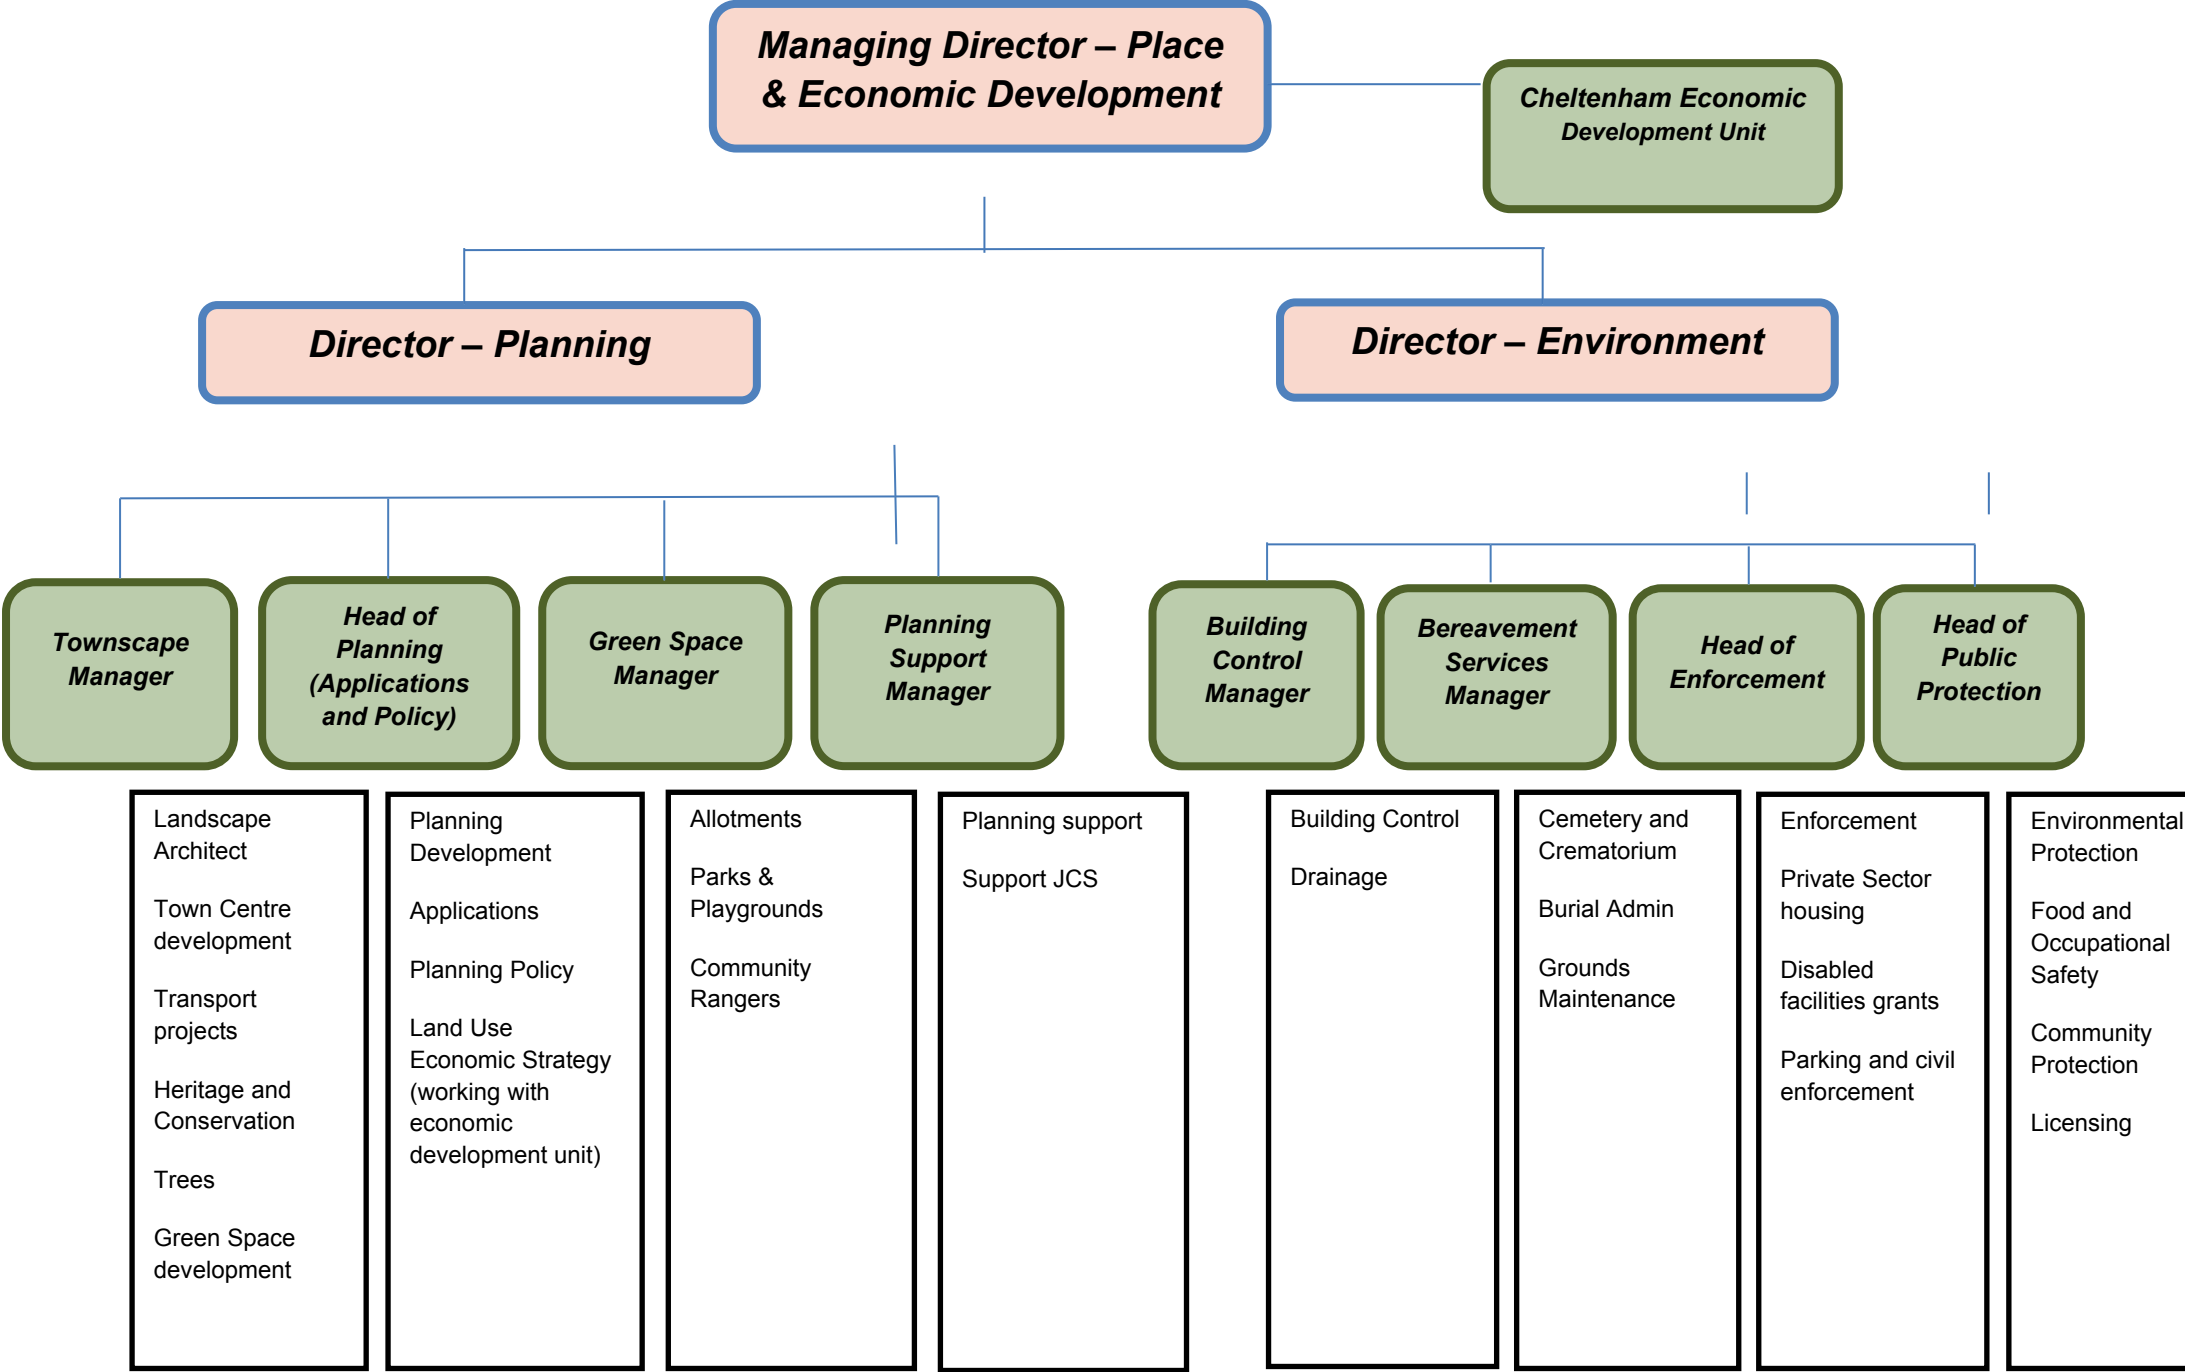 Managing Director – Place
& Economic Development
Cheltenham Economic
Development Unit
Director – Planning
Director – Environment
Townscape
Manager
Head of
Planning
(Applications
and Policy)
Green Space
Manager
Planning
Support
Manager
Building
Control
Manager
Bereavement
Services
Manager
Head of
Enforcement
Head of
Public
Protection
Landscape
Architect
Town Centre
development
Transport
projects
Heritage and
Conservation
Trees
Green Space
development
Planning
Development
Applications
Planning Policy
Land Use
Economic Strategy
(working with
economic
development unit)
Allotments
Parks &
Playgrounds
Community
Rangers
Planning support
Support JCS
Building Control
Drainage
Cemetery and
Crematorium
Burial Admin
Grounds
Maintenance
Enforcement
Private Sector
housing
Disabled
facilities grants
Parking and civil
enforcement
Environmental
Protection
Food and
Occupational
Safety
Community
Protection
Licensing